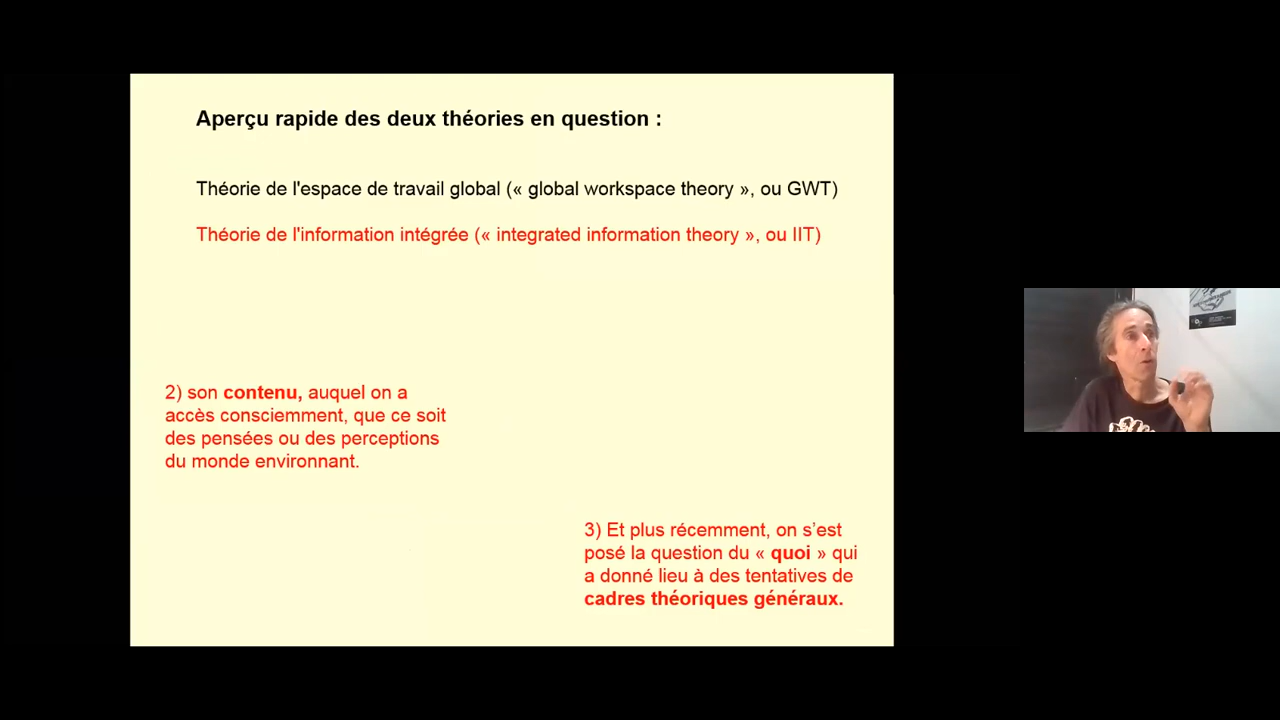 Aperçu rapide des deux théories en question :
Théorie de l'espace de travail global (« global workspace theory », ou GWT)
Théorie de l'information intégrée (« integrated information theory », ou IIT)
2) son contenu, auquel on a
accès consciemment, que ce soit
des pensées ou des perceptions
du monde environnant.
3) Et plus récemment, on s’est
posé la question du « quoi » qui
a donné lieu à des tentatives de
cadres théoriques généraux.